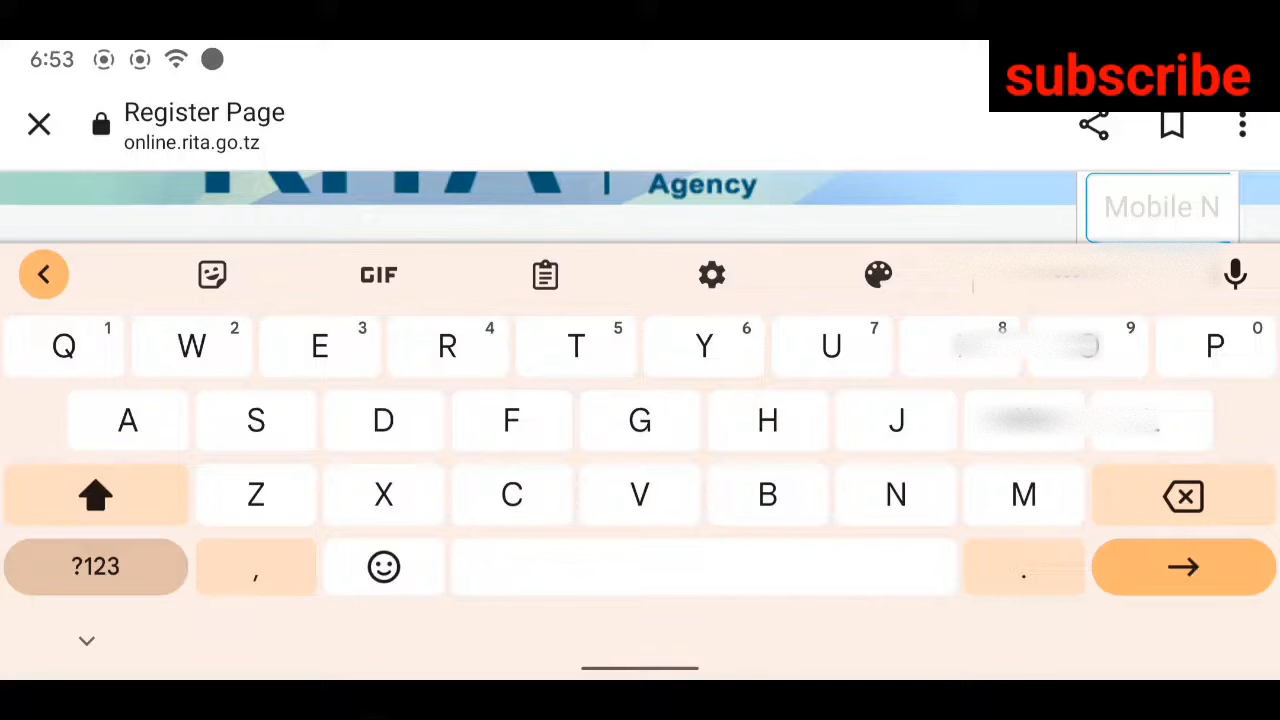 6:53
subscribe
Register Page
online.rita.go.tz
RITA
Agency
Mobile N
GIF
Q 1 W 2 E 3 R 4 T 5 Y 6 U 7 8 9 P 0
A S D F G H J
Z X C V B N M
?123 , .